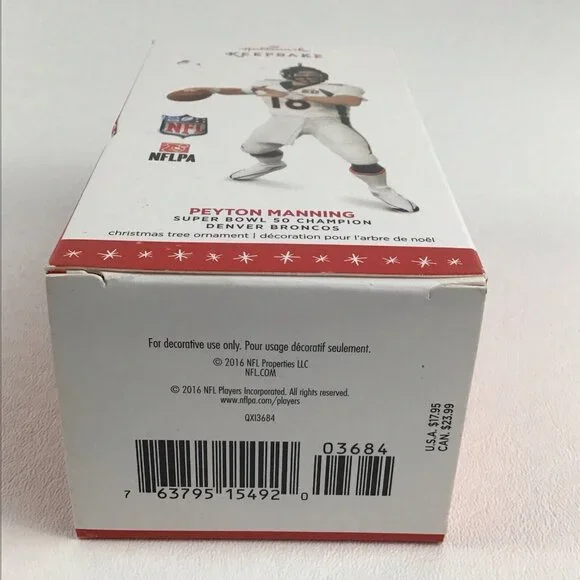 Hallmark
KEEPSAKE
18
NFL
NFLPA
PEYTON MANNING
SUPER BOWL 50 CHAMPION
DENVER BRONCOS
christmas tree ornament | décoration pour l'arbre de noël
For decorative use only. Pour usage décoratif seulement.
© 2016 NFL Properties LLC
NFL.COM
© 2016 NFL Players Incorporated. All rights reserved.
www.nflpa.com/players
QXI3684
U.S.A. $17.95
CAN. $23.99
03684
7 63795 15492 0